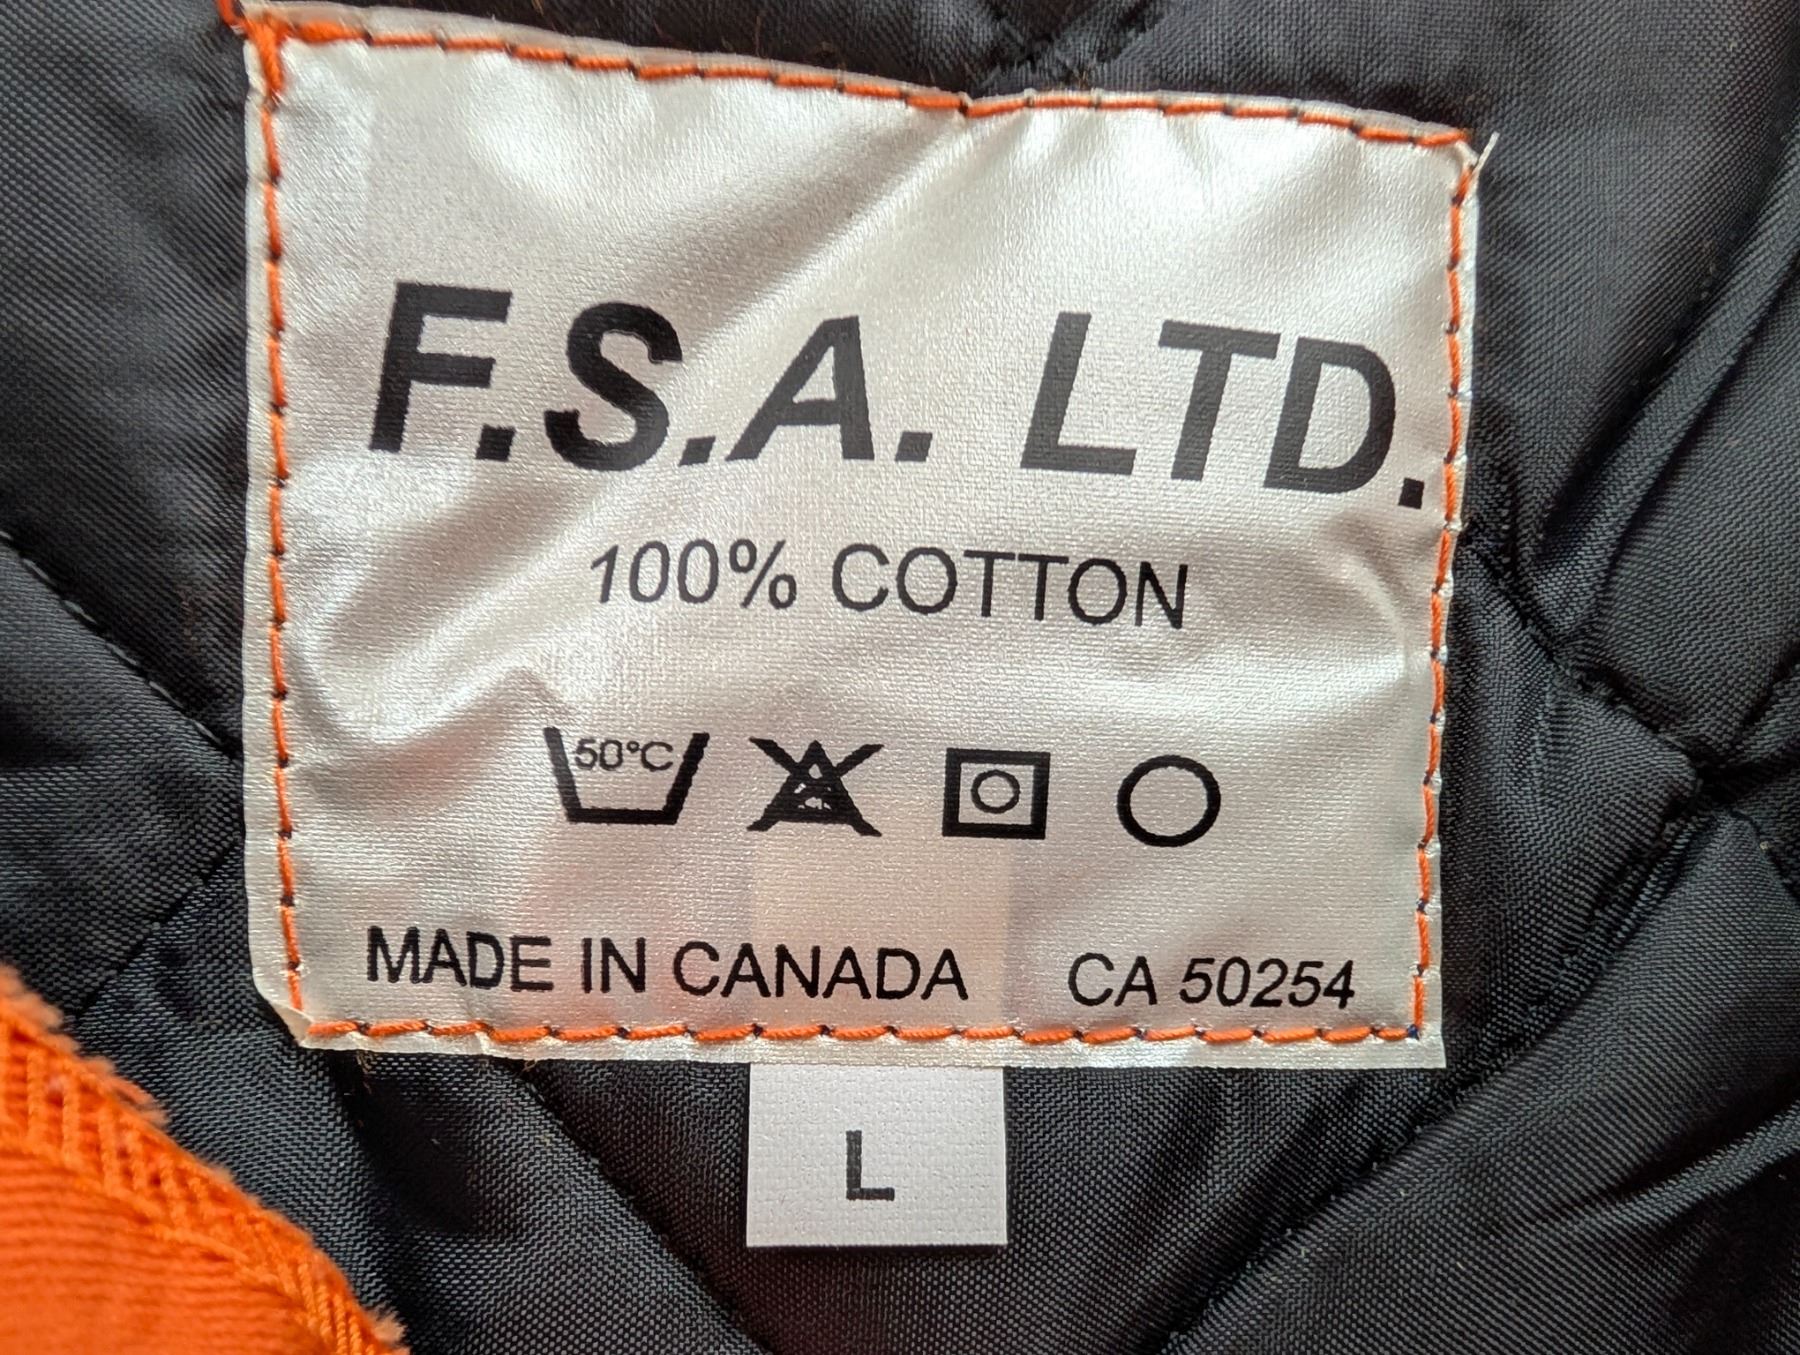 F.S.A. LTD.
100% COTTON
50°C
MADE IN CANADA CA 50254
L